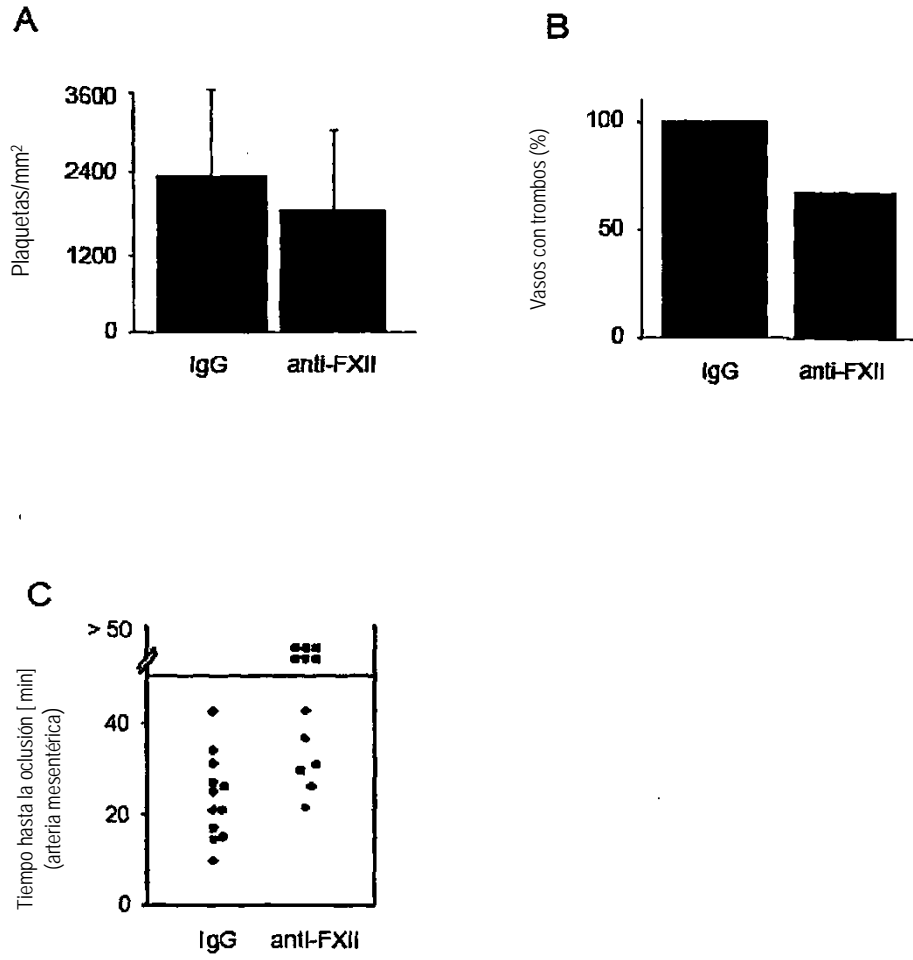 A
3600
2400
1200
0
Plaquetas/mm²
IgG
anti-FXII
B
100
50
0
Vasos con trombos (%)
IgG
anti-FXII
C
> 50
40
20
0
Tiempo hasta la oclusión [min]
(arteria mesentérica)
IgG
anti-FXII